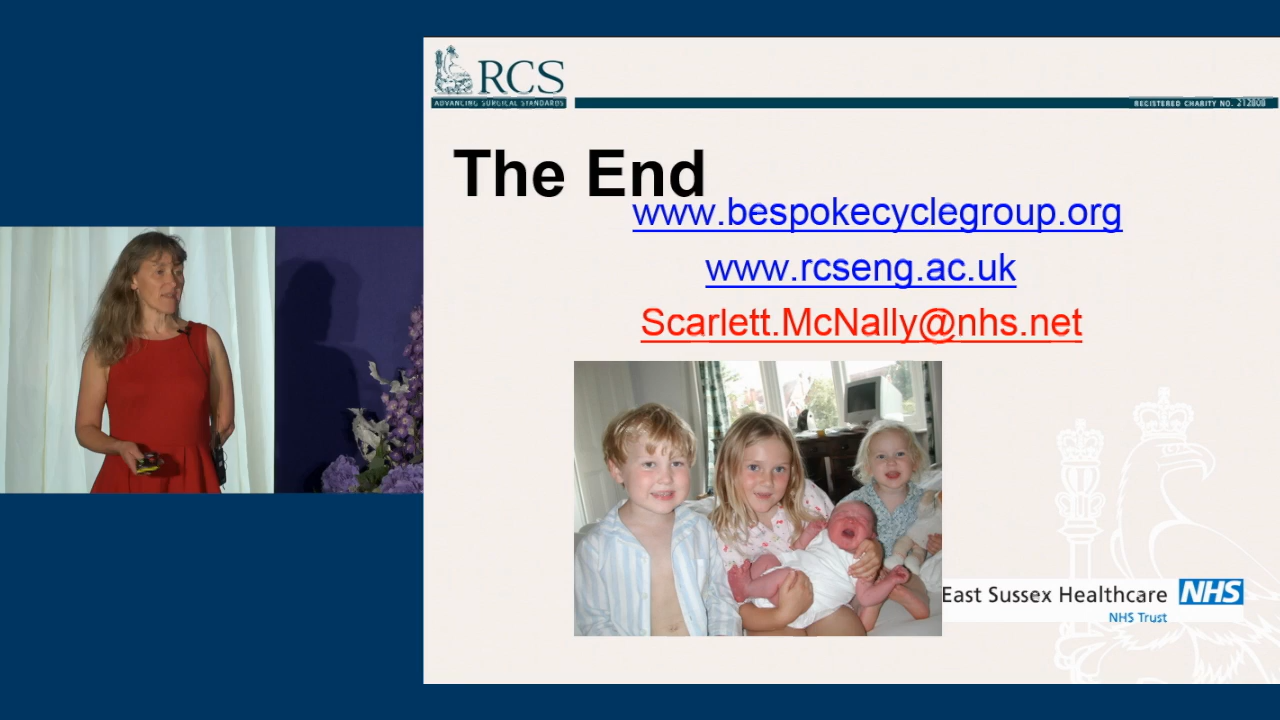 RCS
ADVANCING SURGICAL STANDARDS
REGISTERED CHARITY NO. 212808
The End
www.bespokecyclegroup.org
www.rcseng.ac.uk
Scarlett.McNally@nhs.net
East Sussex Healthcare NHS
NHS Trust